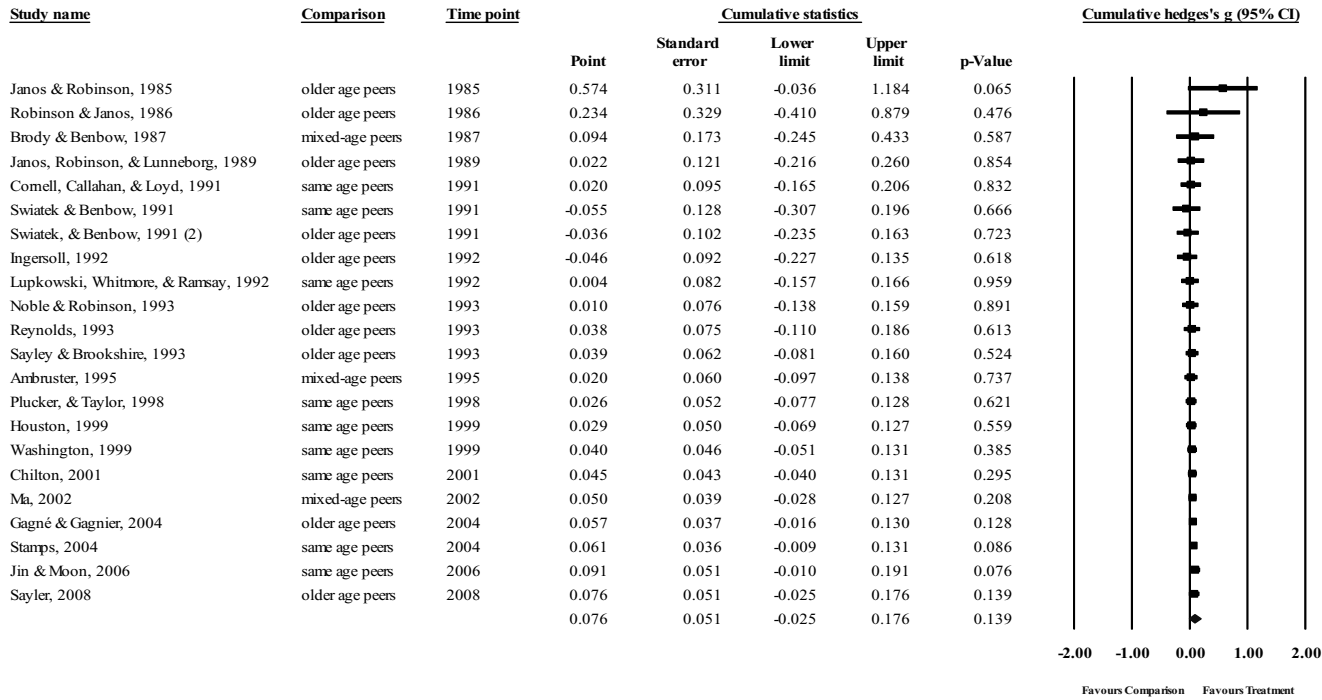 Study name Comparison Time point Cumulative statistics Cumulative hedges's g (95% CI)
Point Standard error Lower limit Upper limit p-Value
Janos & Robinson, 1985 older age peers 1985 0.574 0.311 -0.036 1.184 0.065
Robinson & Janos, 1986 older age peers 1986 0.234 0.329 -0.410 0.879 0.476
Brody & Benbow, 1987 mixed-age peers 1987 0.094 0.173 -0.245 0.433 0.587
Janos, Robinson, & Lunneborg, 1989 older age peers 1989 0.022 0.121 -0.216 0.260 0.854
Cornell, Callahan, & Loyd, 1991 same age peers 1991 0.020 0.095 -0.165 0.206 0.832
Swiatek & Benbow, 1991 same age peers 1991 -0.055 0.128 -0.307 0.196 0.666
Swiatek, & Benbow, 1991 (2) older age peers 1991 -0.036 0.102 -0.235 0.163 0.723
Ingersoll, 1992 older age peers 1992 -0.046 0.092 -0.227 0.135 0.618
Lupkowski, Whitmore, & Ramsay, 1992 same age peers 1992 0.004 0.082 -0.157 0.166 0.959
Noble & Robinson, 1993 older age peers 1993 0.010 0.076 -0.138 0.159 0.891
Reynolds, 1993 older age peers 1993 0.038 0.075 -0.110 0.186 0.613
Sayley & Brookshire, 1993 older age peers 1993 0.039 0.062 -0.081 0.160 0.524
Ambruster, 1995 mixed-age peers 1995 0.020 0.060 -0.097 0.138 0.737
Plucker, & Taylor, 1998 same age peers 1998 0.026 0.052 -0.077 0.128 0.621
Houston, 1999 same age peers 1999 0.029 0.050 -0.069 0.127 0.559
Washington, 1999 same age peers 1999 0.040 0.046 -0.051 0.131 0.385
Chilton, 2001 same age peers 2001 0.045 0.043 -0.040 0.131 0.295
Ma, 2002 mixed-age peers 2002 0.050 0.039 -0.028 0.127 0.208
Gagné & Gagnier, 2004 older age peers 2004 0.057 0.037 -0.016 0.130 0.128
Stamps, 2004 same age peers 2004 0.061 0.036 -0.009 0.131 0.086
Jin & Moon, 2006 same age peers 2006 0.091 0.051 -0.010 0.191 0.076
Sayler, 2008 older age peers 2008 0.076 0.051 -0.025 0.176 0.139
0.076 0.051 -0.025 0.176 0.139
-2.00 -1.00 0.00 1.00 2.00
Favours Comparison Favours Treatment